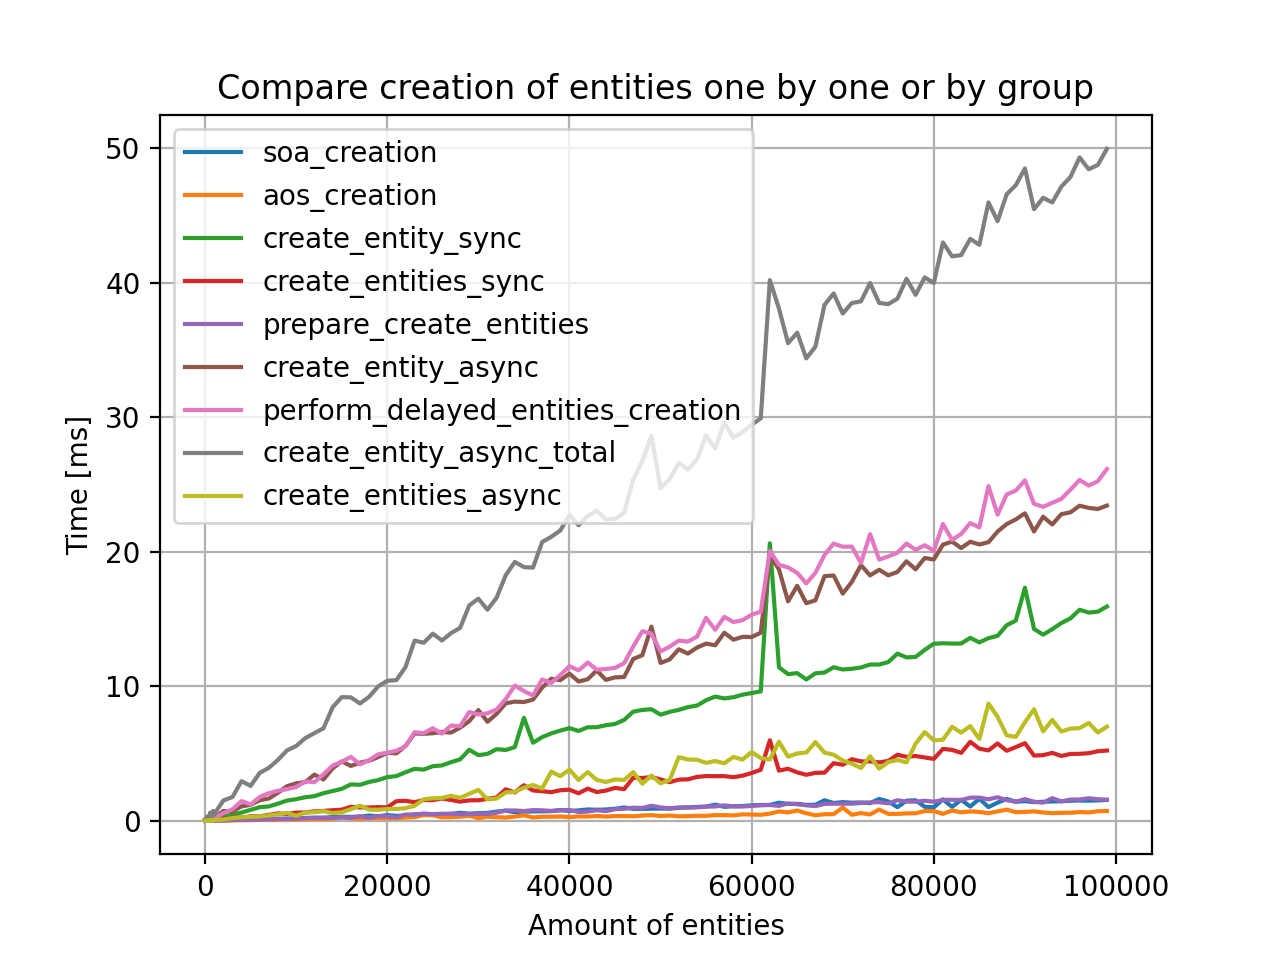 Compare creation of entities one by one or by group
soa_creation
aos_creation
create_entity_sync
create_entities_sync
prepare_create_entities
create_entity_async
perform_delayed_entities_creation
create_entity_async_total
create_entities_async
50
40
30
20
10
0
Time [ms]
0 20000 40000 60000 80000 100000
Amount of entities